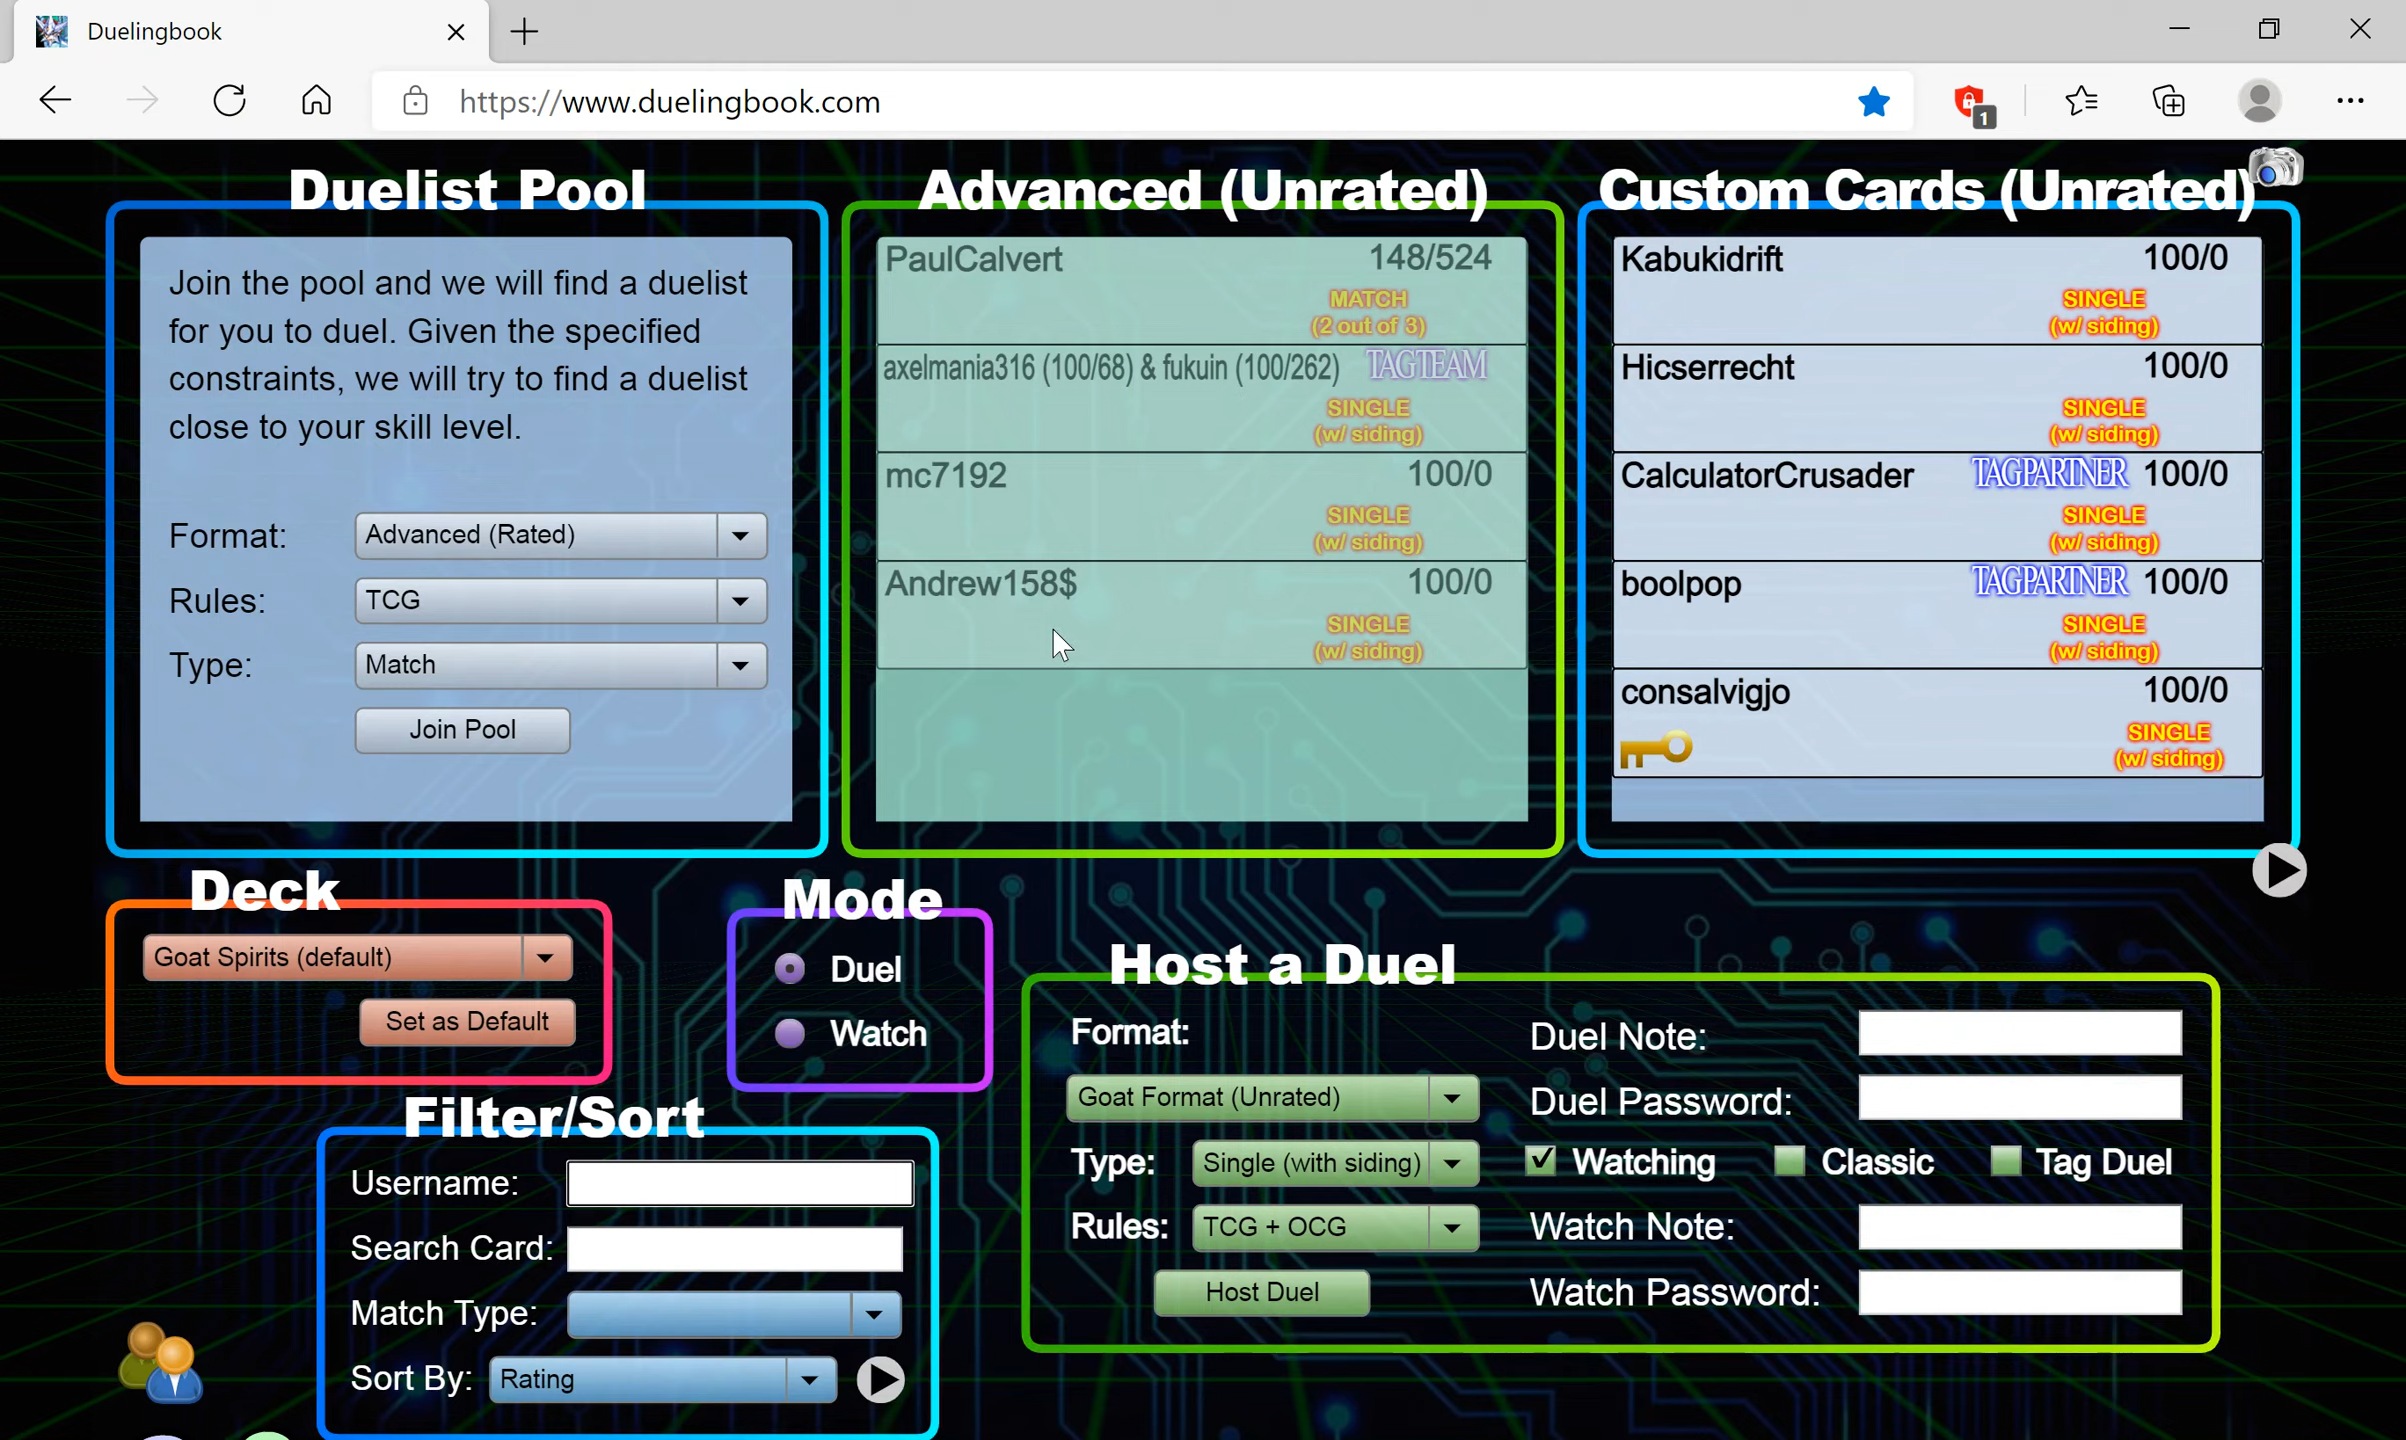 Duelingbook
https://www.duelingbook.com
1
Duelist Pool
Join the pool and we will find a duelist
for you to duel. Given the specified
constraints, we will try to find a duelist
close to your skill level.
Format: Advanced (Rated)
Rules: TCG
Type: Match
Join Pool
Advanced (Unrated)
PaulCalvert 148/524
MATCH
(2 out of 3)
axelmania316 (100/68) & fukuin (100/262) TAG TEAM
SINGLE
(w/ siding)
mc7192 100/0
SINGLE
(w/ siding)
Andrew158$ 100/0
SINGLE
(w/ siding)
Custom Cards (Unrated)
Kabukidrift 100/0
SINGLE
(w/ siding)
Hicserrecht 100/0
SINGLE
(w/ siding)
CalculatorCrusader TAG PARTNER 100/0
SINGLE
(w/ siding)
boolpop TAG PARTNER 100/0
SINGLE
(w/ siding)
consalvigjo 100/0
SINGLE
(w/ siding)
Deck
Goat Spirits (default)
Set as Default
Mode
Duel
Watch
Filter/Sort
Username:
Search Card:
Match Type:
Sort By: Rating
Host a Duel
Format:
Goat Format (Unrated)
Type: Single (with siding)
Rules: TCG + OCG
Host Duel
Duel Note:
Duel Password:
Watching Classic Tag Duel
Watch Note:
Watch Password: